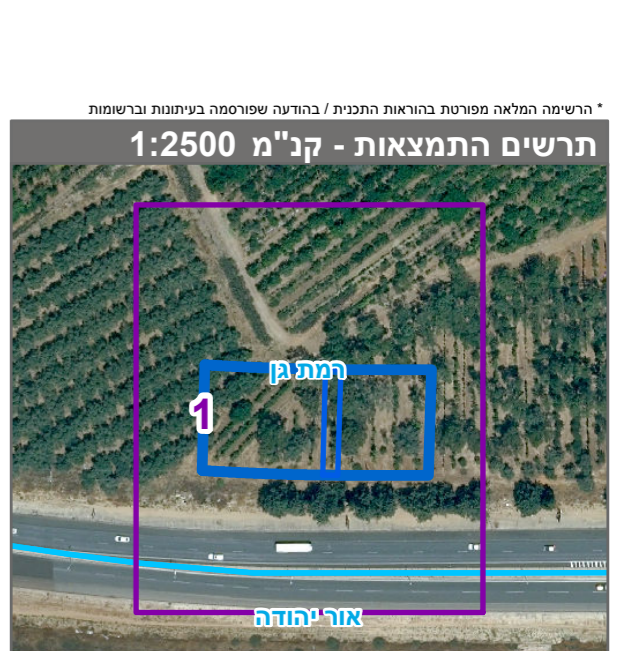 * הרשימה המלאה מפורטת בהוראות התכנית / בהודעה שפורסמה בעיתונות וברשומות
תרשים התמצאות - קנ"מ 1:2500
רמת גן
1
אור יהודה